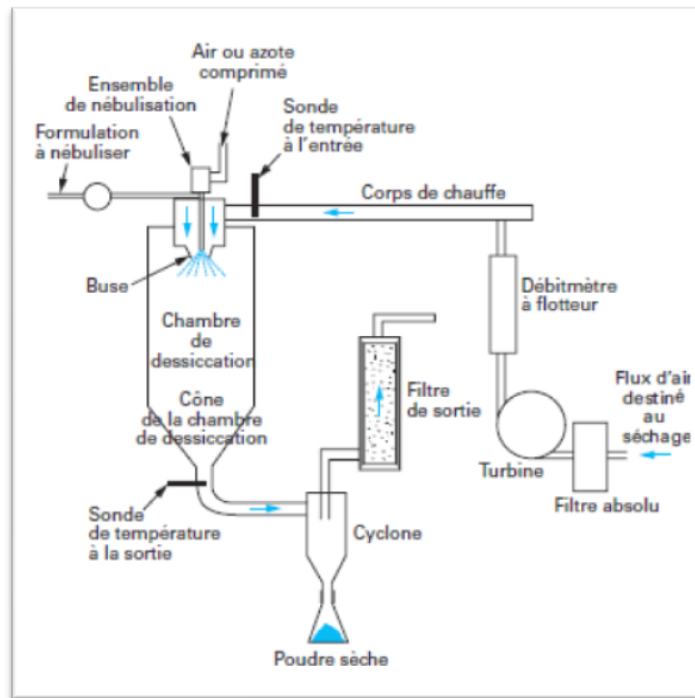 Air ou azote
comprimé
Ensemble
de nébulisation
Formulation
à nébuliser
Sonde
de température
à l'entrée
Corps de chauffe
Buse
Débitmètre
à flotteur
Chambre
de
dessiccation
Cône
de la chambre
de dessiccation
Filtre
de sortie
Flux d'air
destiné
au
séchage
Turbine
Filtre absolu
Sonde
de température
à la sortie
Cyclone
Poudre sèche